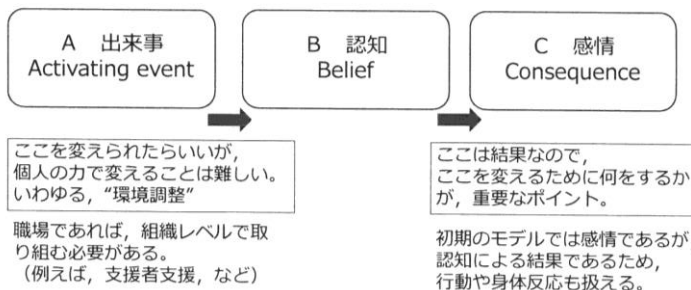 A 出来事
Activating event
B 認知
Belief
C 感情
Consequence
ここを変えられたらいいが,
個人の力で変えることは難しい。
いわゆる, “環境調整”
職場であれば, 組織レベルで取
り組む必要がある。
（例えば, 支援者支援, など）
ここは結果なので,
ここを変えるために何をするか
が, 重要なポイント。
初期のモデルでは感情であるが
認知による結果であるため,
行動や身体反応も扱える。